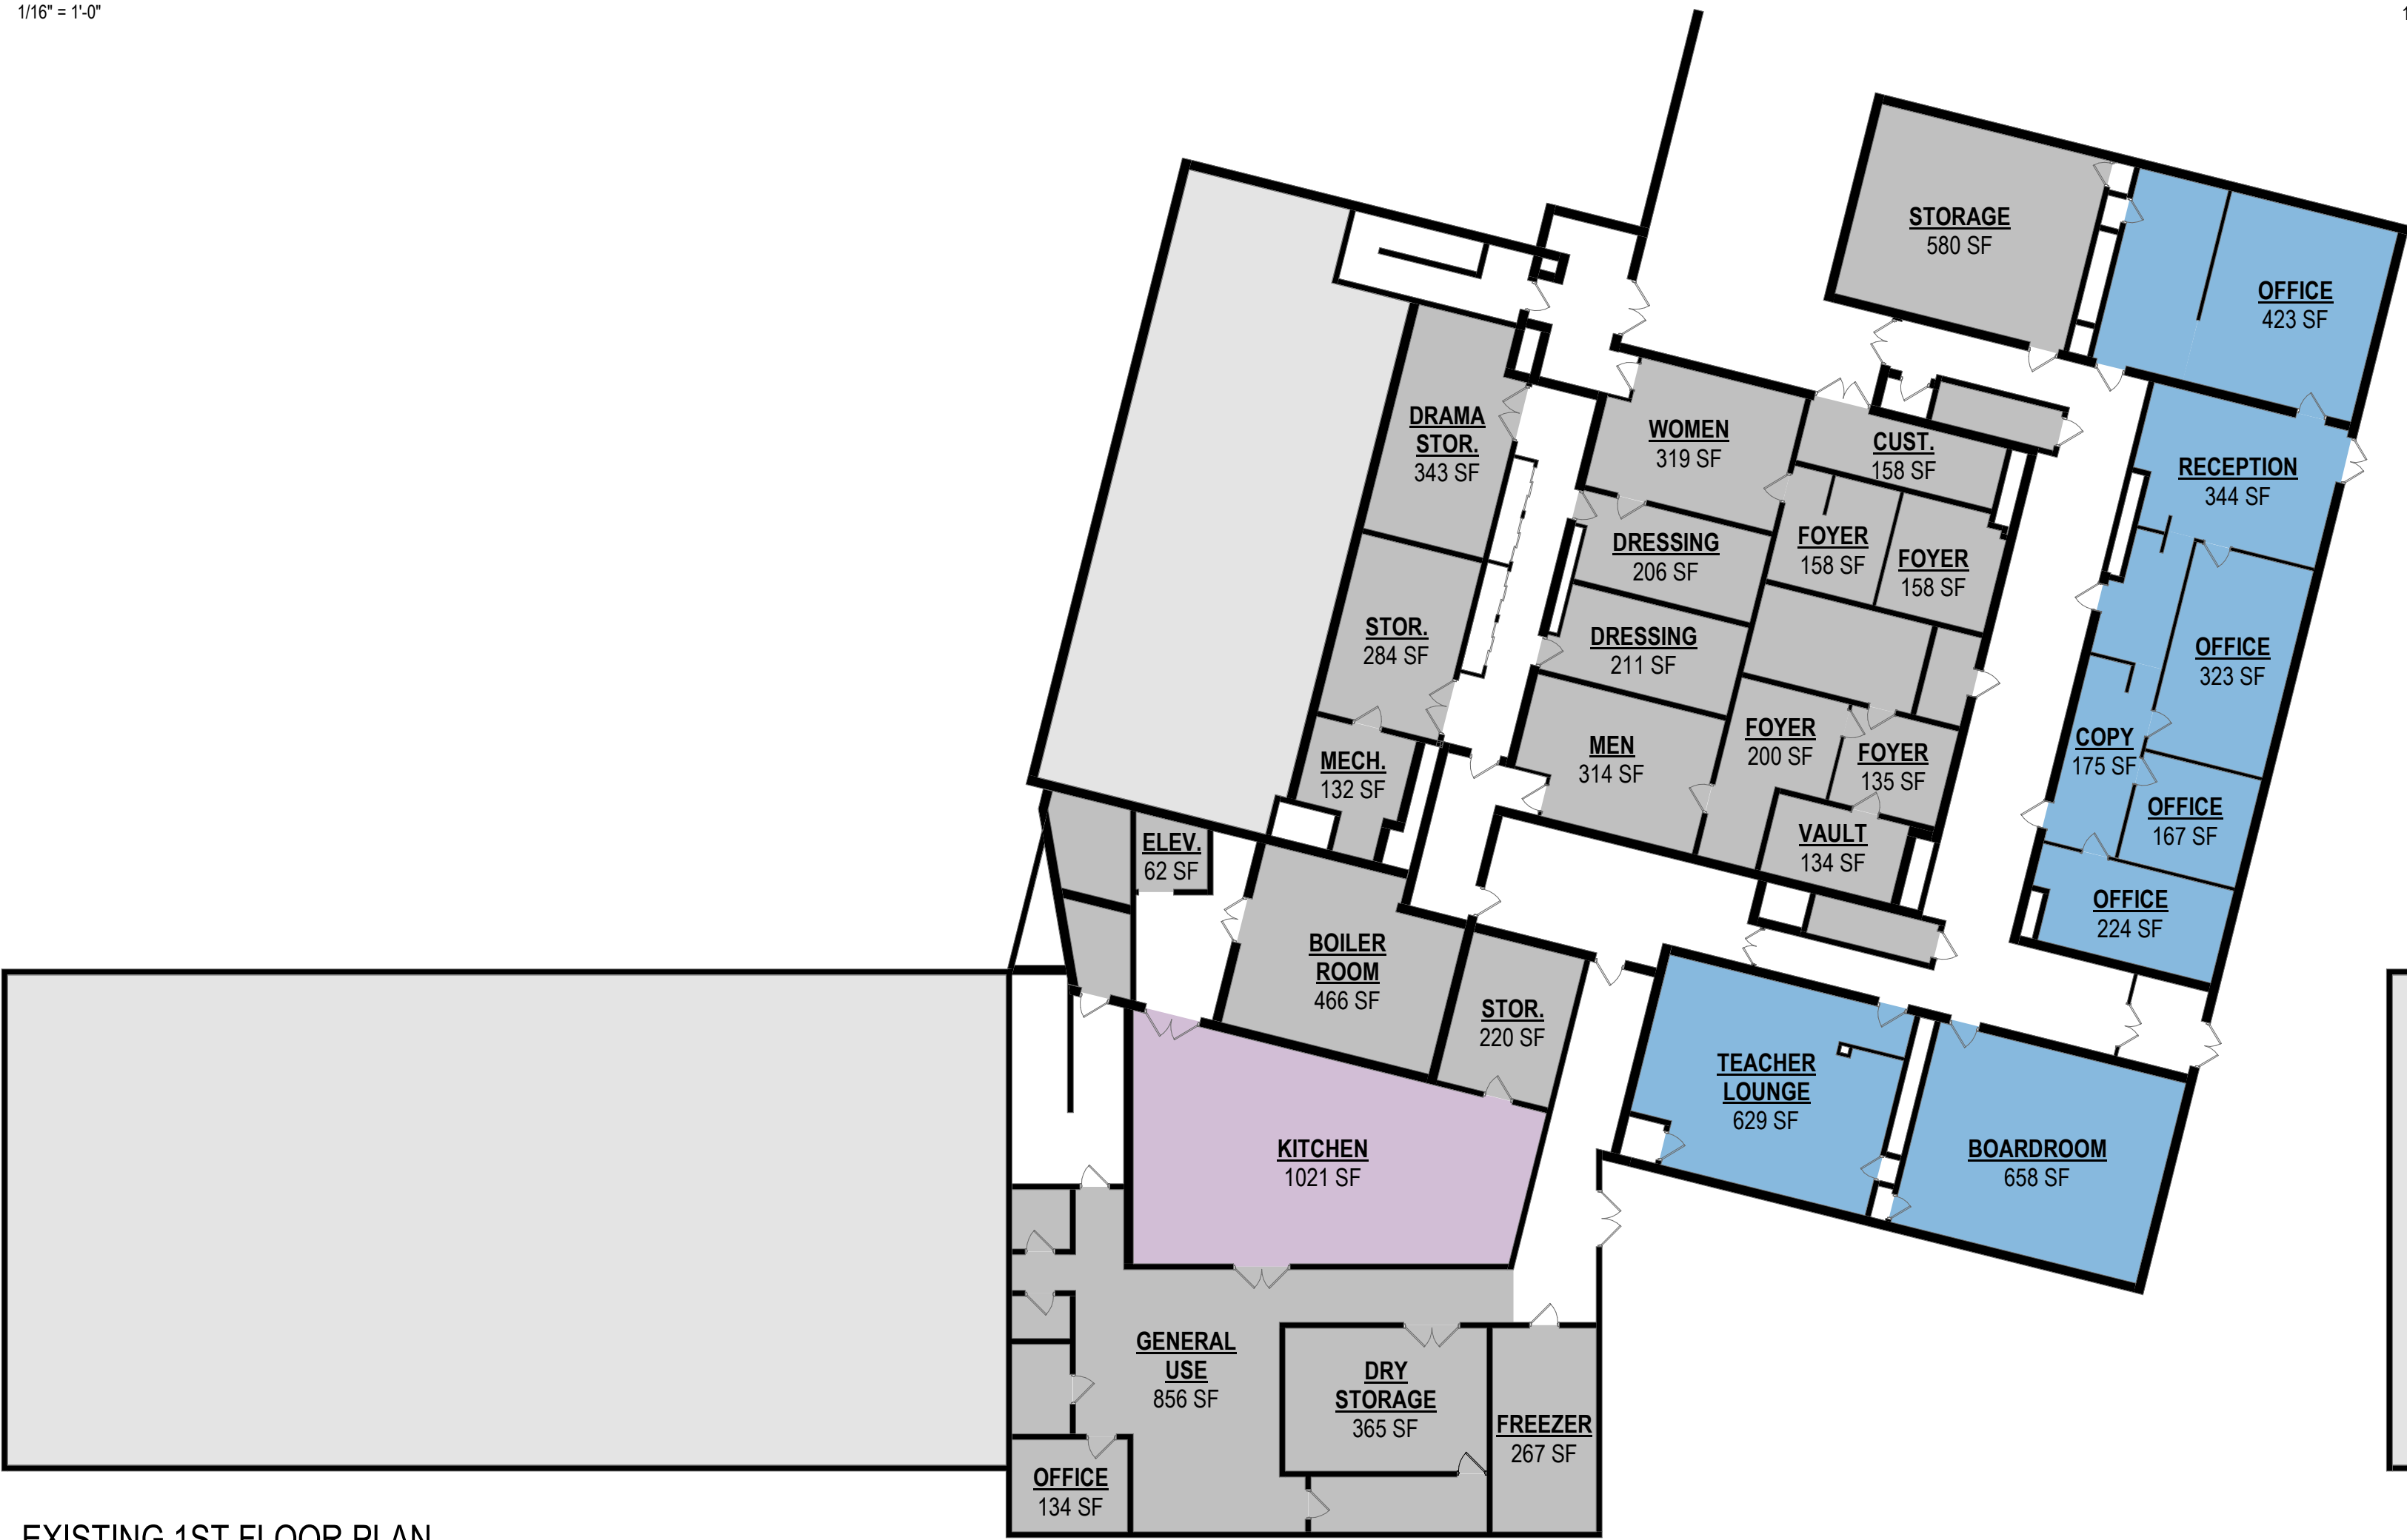 1/16" = 1'-0"
STORAGE
580 SF
OFFICE
423 SF
DRAMA
STOR.
343 SF
WOMEN
319 SF
CUST.
158 SF
RECEPTION
344 SF
FOYER
158 SF
FOYER
158 SF
DRESSING
206 SF
STOR.
284 SF
DRESSING
211 SF
OFFICE
323 SF
MECH.
132 SF
MEN
314 SF
FOYER
200 SF
FOYER
135 SF
COPY
175 SF
OFFICE
167 SF
ELEV.
62 SF
VAULT
134 SF
OFFICE
224 SF
BOILER
ROOM
466 SF
STOR.
220 SF
TEACHER
LOUNGE
629 SF
KITCHEN
1021 SF
BOARDROOM
658 SF
GENERAL
USE
856 SF
DRY
STORAGE
365 SF
FREEZER
267 SF
OFFICE
134 SF
EXISTING 1ST FLOOR PLAN